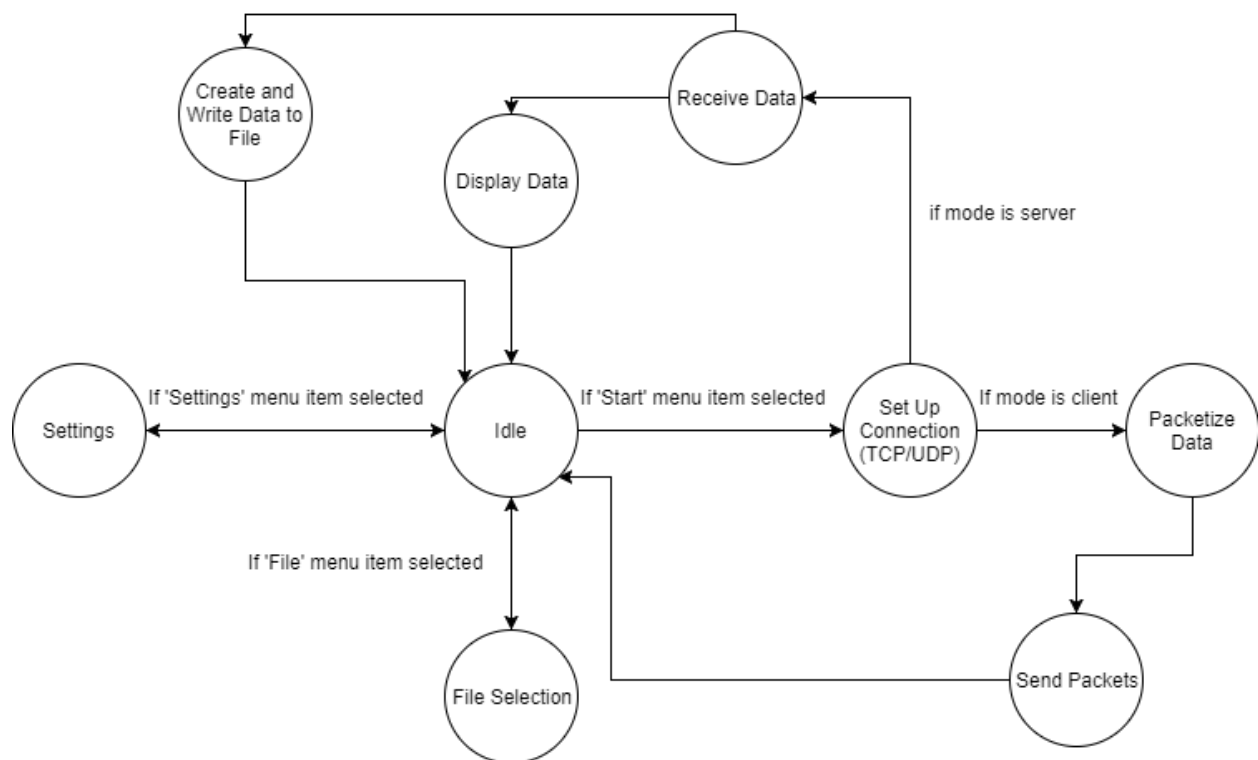 Create and
Write Data to
File
Receive Data
Display Data
if mode is server
If 'Settings' menu item selected
If 'Start' menu item selected
If mode is client
Settings
Idle
Set Up
Connection
(TCP/UDP)
Packetize
Data
If 'File' menu item selected
File Selection
Send Packets